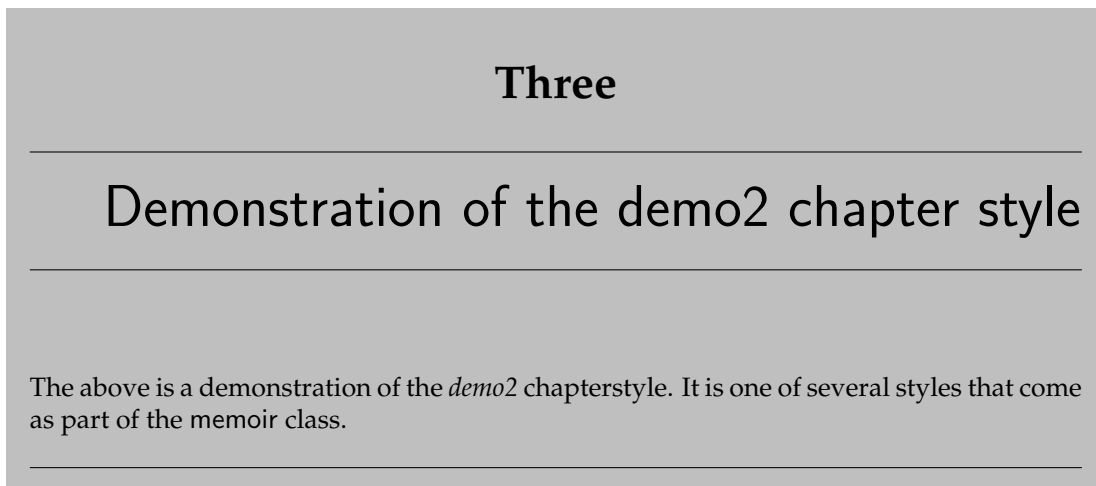 Three
Demonstration of the demo2 chapter style
The above is a demonstration of the demo2 chapterstyle. It is one of several styles that come
as part of the memoir class.